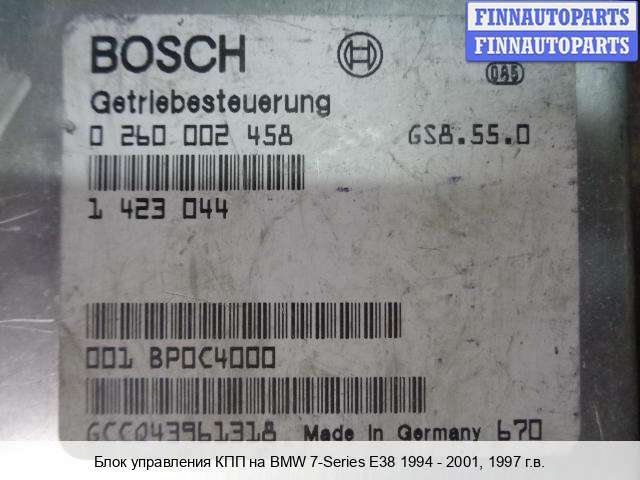 FINNAUTOPARTS
FINNAUTOPARTS
BOSCH
Getriebesteuerung
0 260 002 458 GS8.55.0
1 423 044
001 BP0C4000
GCC043961318 Made in Germany 670
Блок управления КПП на BMW 7-Series E38 1994 - 2001, 1997 г.в.